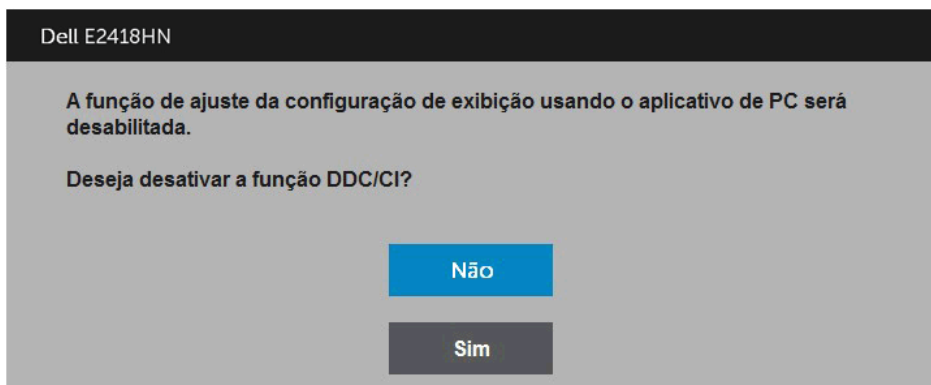 Dell E2418HN
A função de ajuste da configuração de exibição usando o aplicativo de PC será
desabilitada.
Deseja desativar a função DDC/CI?
Não
Sim